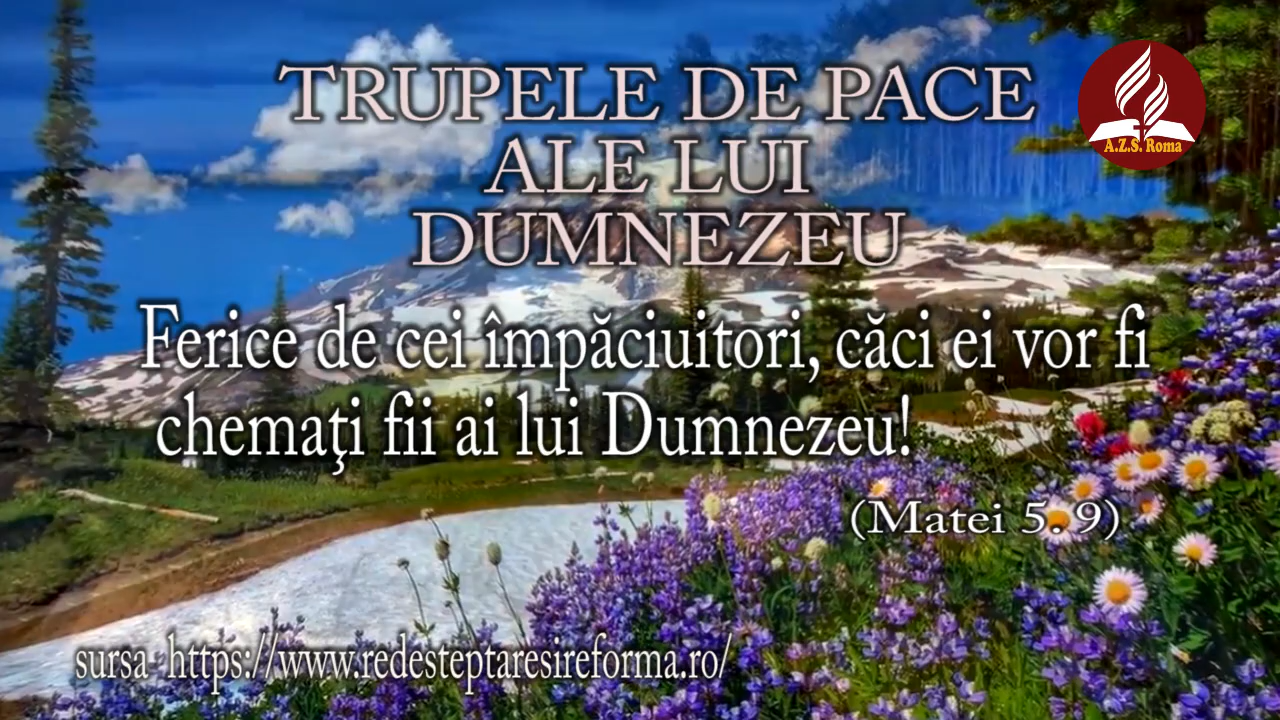 TRUPELE DE PACE
ALE LUI
DUMNEZEU
A.Z.S. Roma
Ferice de cei împăciuitori, căci ei vor fi
chemaţi fii ai lui Dumnezeu!
(Matei 5. 9)
sursa- https://www.redesteptaresireforma.ro/